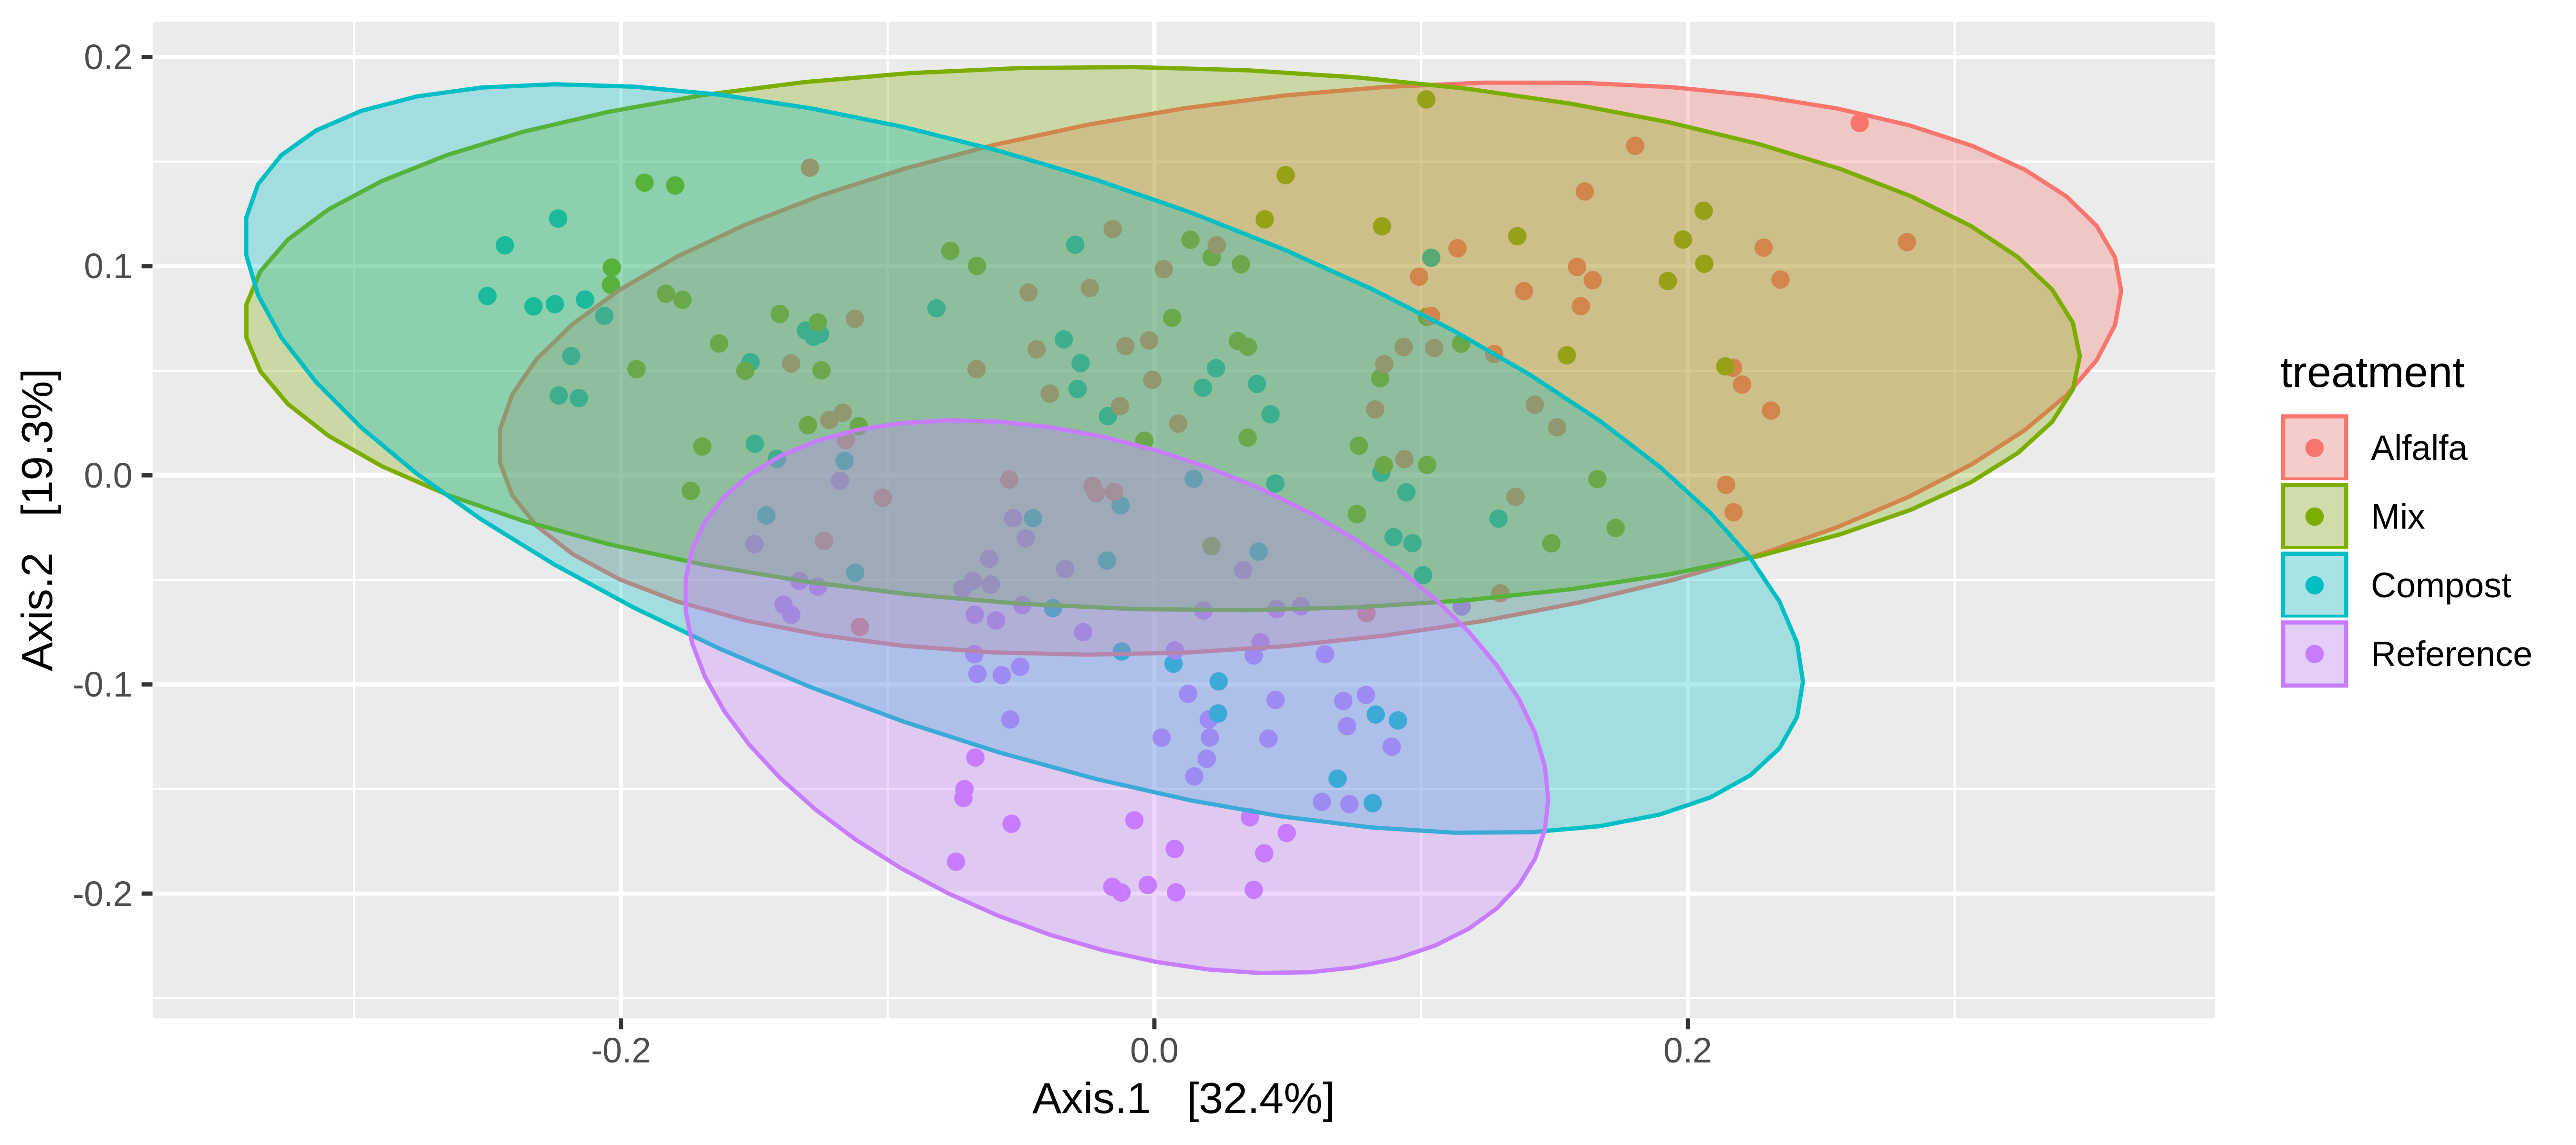 0.2
0.1
0.0
-0.1
-0.2
Axis.2 [19.3%]
-0.2 0.0 0.2
Axis.1 [32.4%]
treatment
Alfalfa
Mix
Compost
Reference